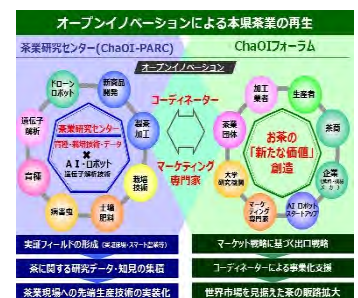 オープンイノベーションによる本県茶業の再生
茶業研究センター(ChaOI-PARC)
ChaOIフォーラム
オープンイノベーション
ドローン
ロボット
新商品
開発
遺伝子
解析
製茶
加工
育種
栽培
技術
病害虫
土壌
肥料
茶業研究センター
育種・栽培技術・データ
×
AI・ロボット
遺伝子解析技術
コーディネーター
マーケティング
専門家
加工
業者
生産者
茶業
団体
茶商
大学
研究機関
企業
マーケ
ティング
専門家
AI ロボット
スタートアップ
お茶の
「新たな価値」
創造
実証フィールドの形成
マーケット戦略に基づく出口戦略
茶に関する研究データ・知見の集積
コーディネーターによる事業化支援
茶業現場への先端生産技術の実装化
世界市場を見据えた茶の販路拡大